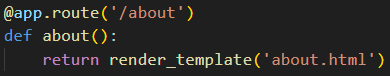 @app.route('/about')
def about():
    return render_template('about.html')